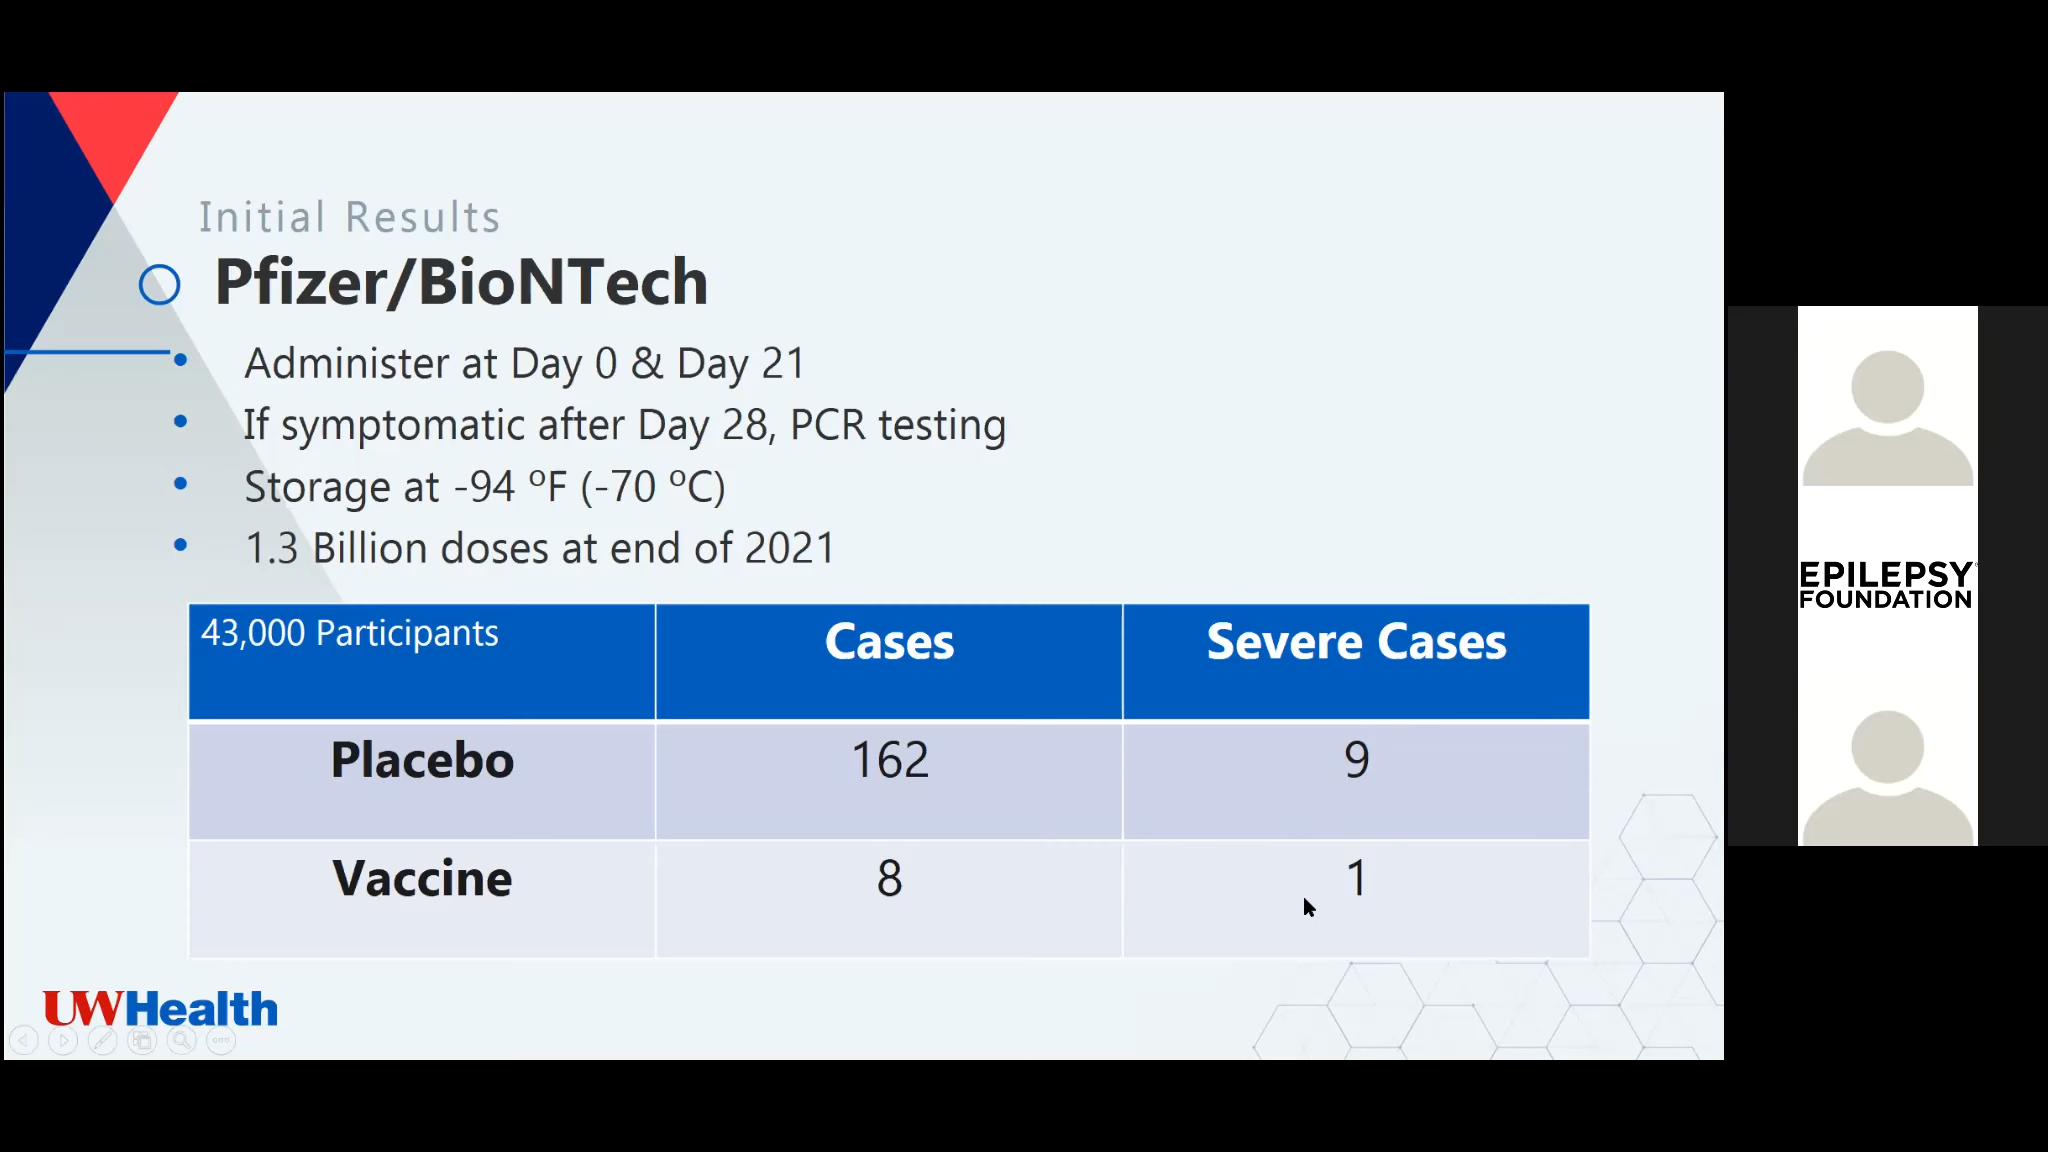 Initial Results
Pfizer/BioNTech
• Administer at Day 0 & Day 21
• If symptomatic after Day 28, PCR testing
• Storage at -94 ºF (-70 ºC)
• 1.3 Billion doses at end of 2021
43,000 Participants Cases Severe Cases
Placebo 162 9
Vaccine 8 1
UWHealth
EPILEPSY
FOUNDATION